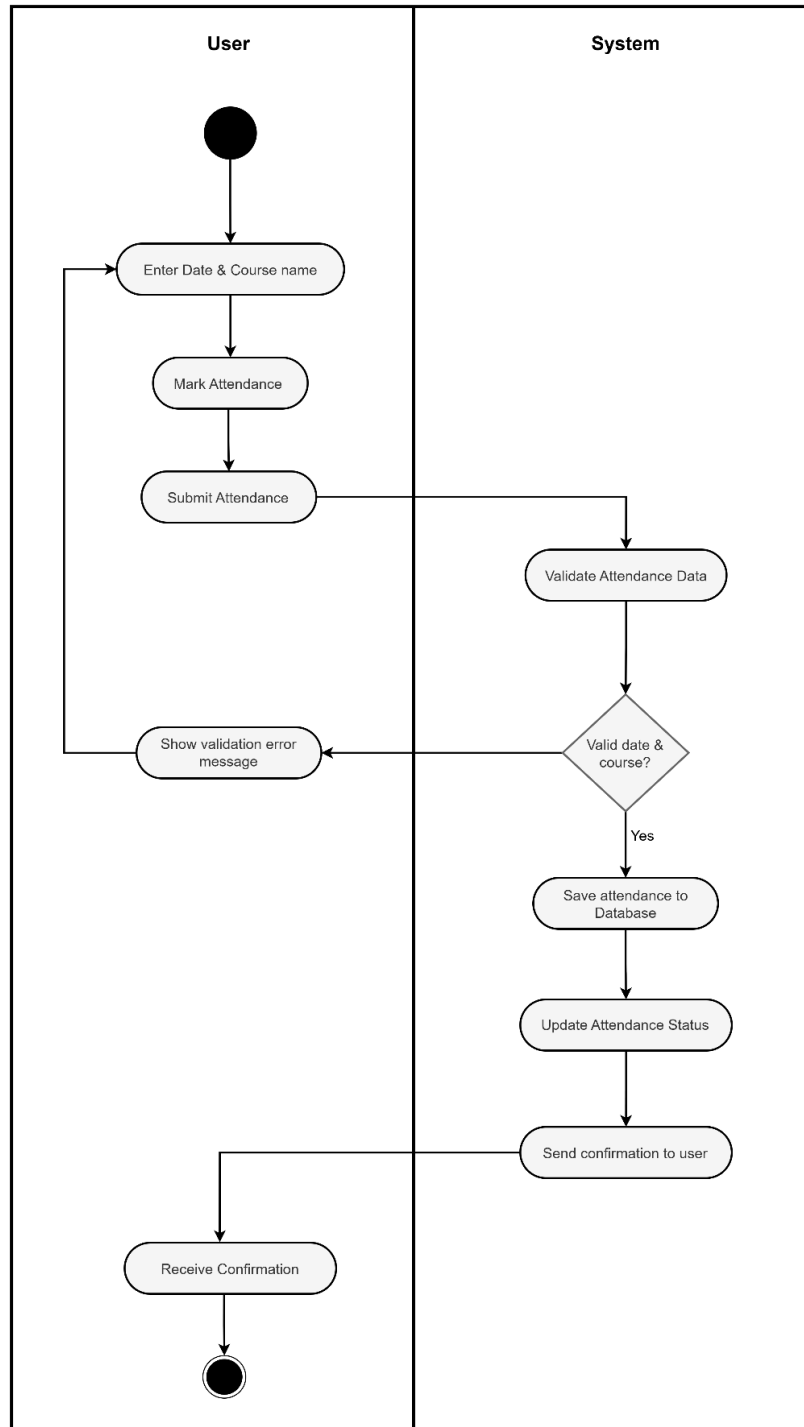 User
System
Enter Date & Course name
Mark Attendance
Submit Attendance
Validate Attendance Data
Show validation error
message
Valid date &
course?
Yes
Save attendance to
Database
Update Attendance Status
Send confirmation to user
Receive Confirmation